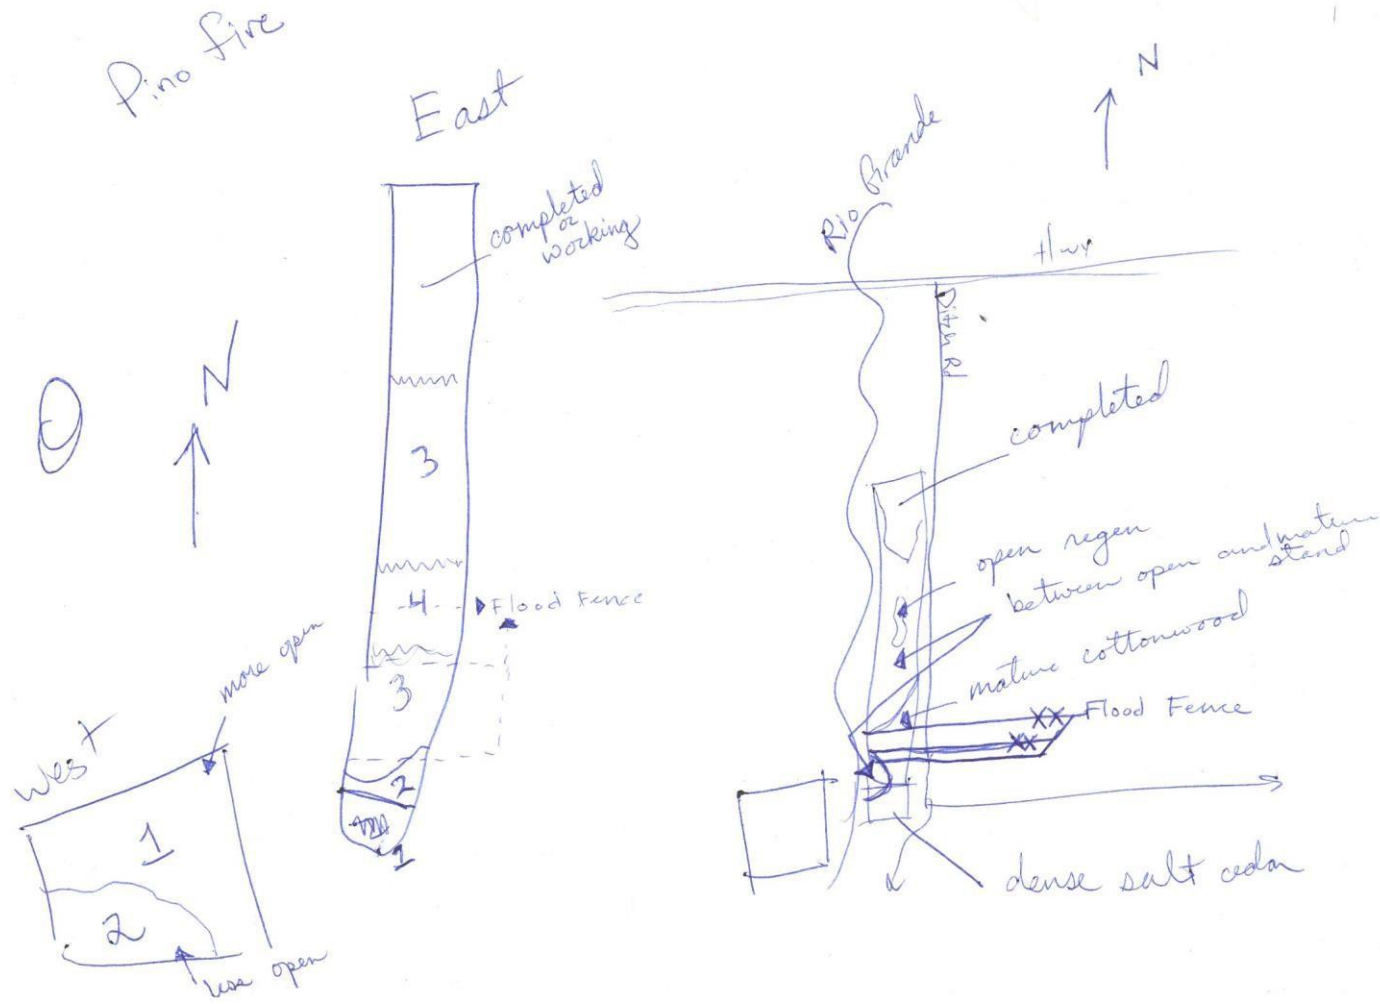 Pino fire
East
N
Rio Grande
completed
or
working
Hwy
Ditch Rd
N
3
completed
open regen
between open and mature
stand
4
Flood Fence
mature cottonwood
more open
3
Flood Fence
West
2
1
1
2
dense salt cedar
less open